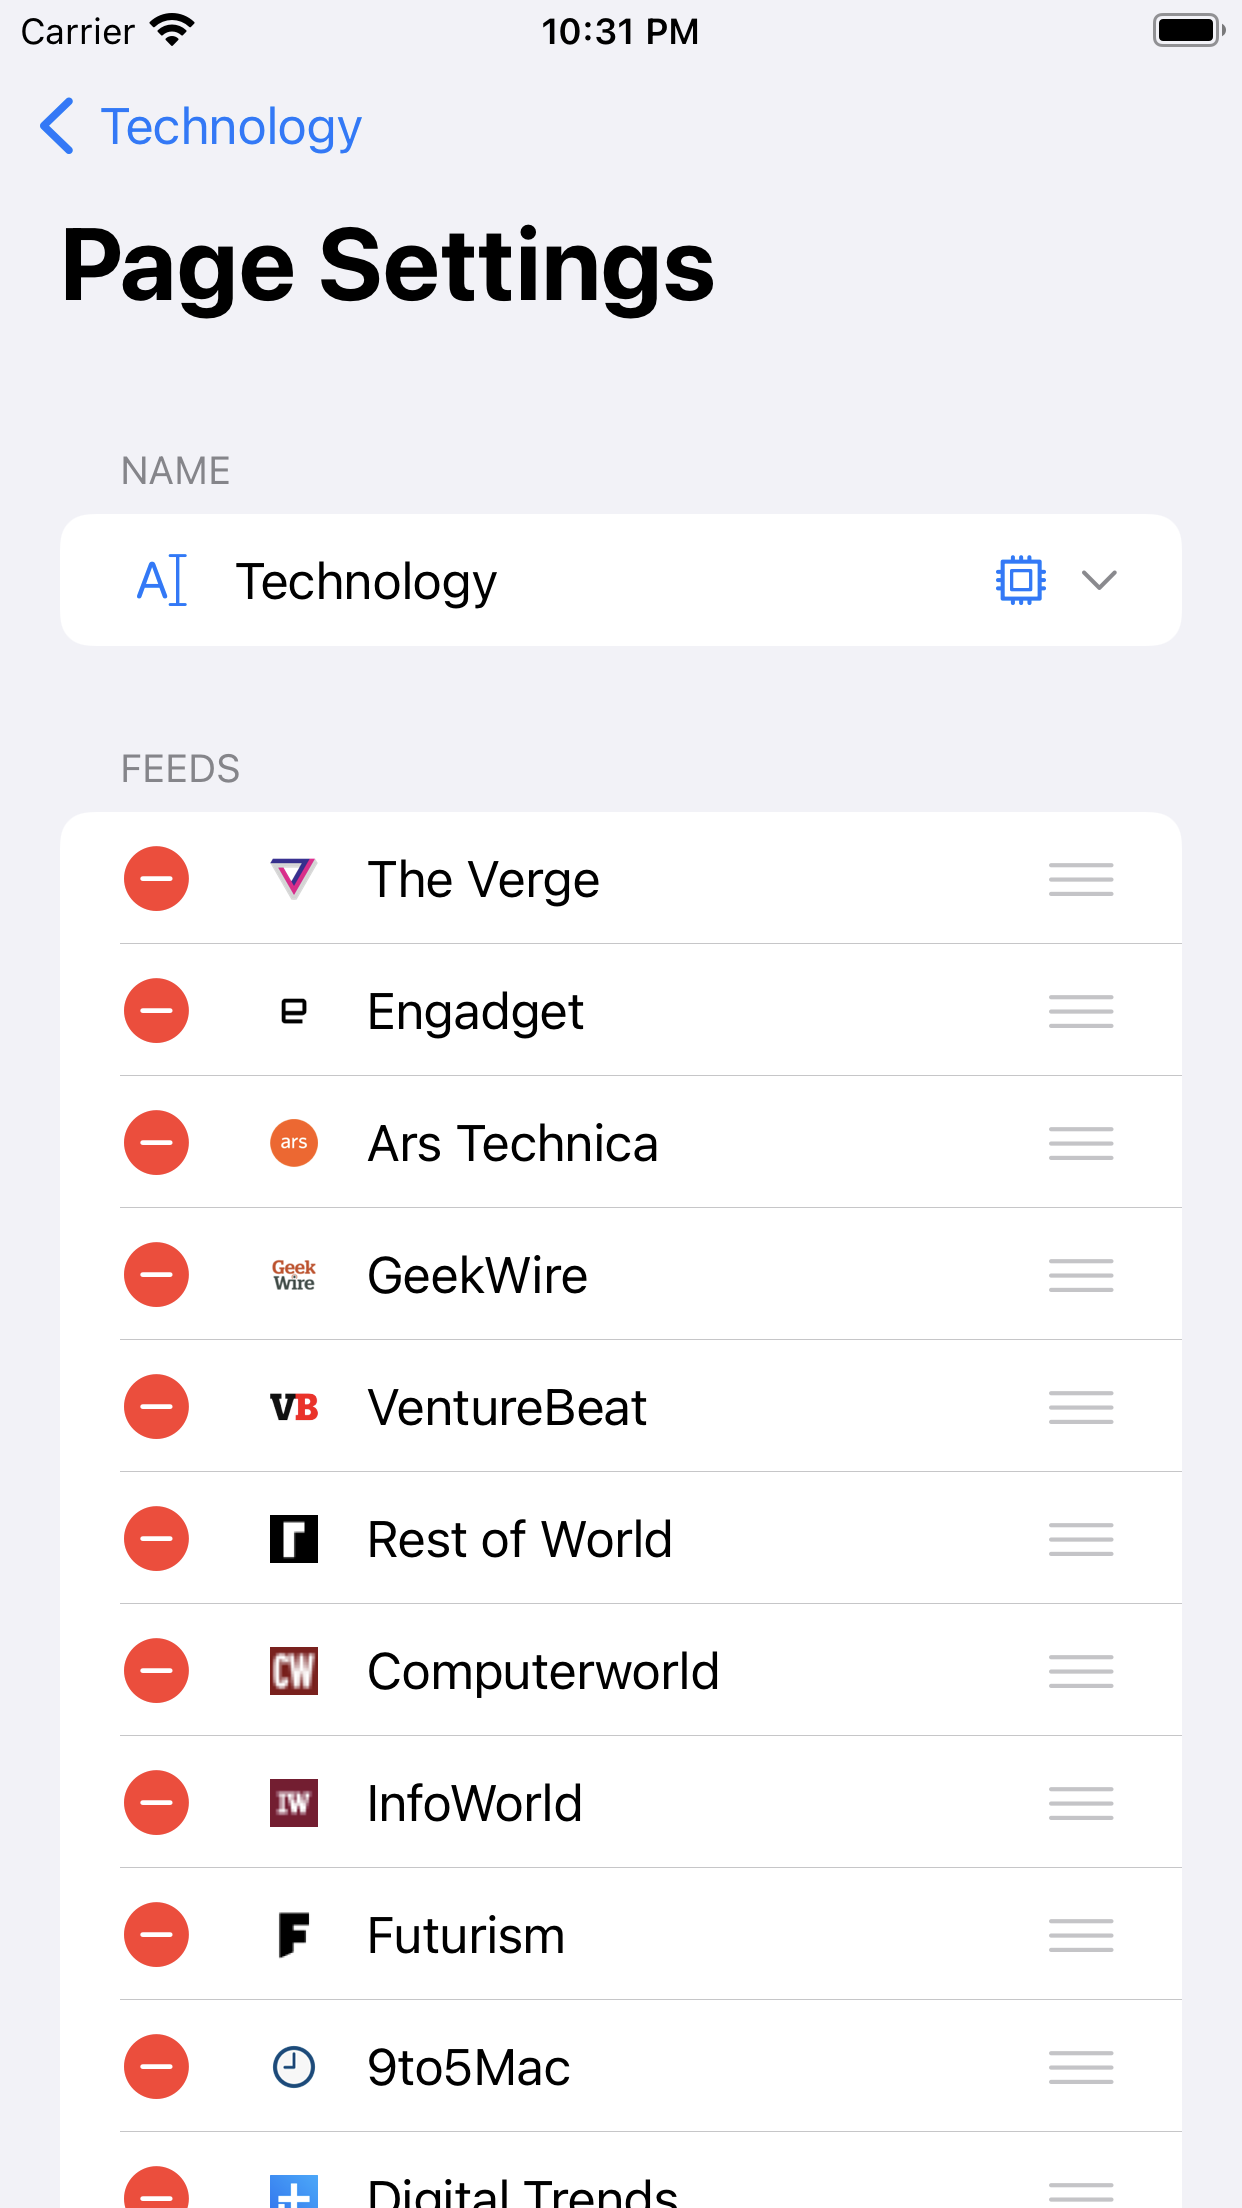 Carrier 10:31 PM
Technology
Page Settings
NAME
A Technology
FEEDS
The Verge
Engadget
ars Ars Technica
Geek
Wire GeekWire
VB VentureBeat
Rest of World
CW Computerworld
IW InfoWorld
F Futurism
9to5Mac
Digital Trends